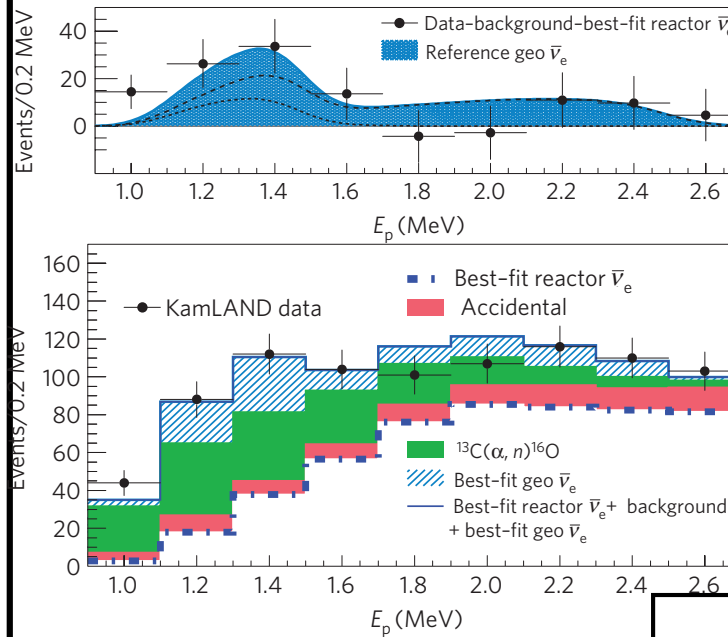 Data–background–best-fit reactor ν̅
Reference geo ν̅e
Events/0.2 MeV
40
20
0
1.0 1.2 1.4 1.6 1.8 2.0 2.2 2.4 2.6
Ep (MeV)
160
140
120
100
80
60
40
20
0
Events/0.2 MeV
Best–fit reactor ν̅e
KamLAND data
Accidental
13C(α, n)16O
Best-fit geo ν̅e
Best-fit reactor ν̅e + background
+ best-fit geo ν̅e
1.0 1.2 1.4 1.6 1.8 2.0 2.2 2.4 2.6
Ep (MeV)